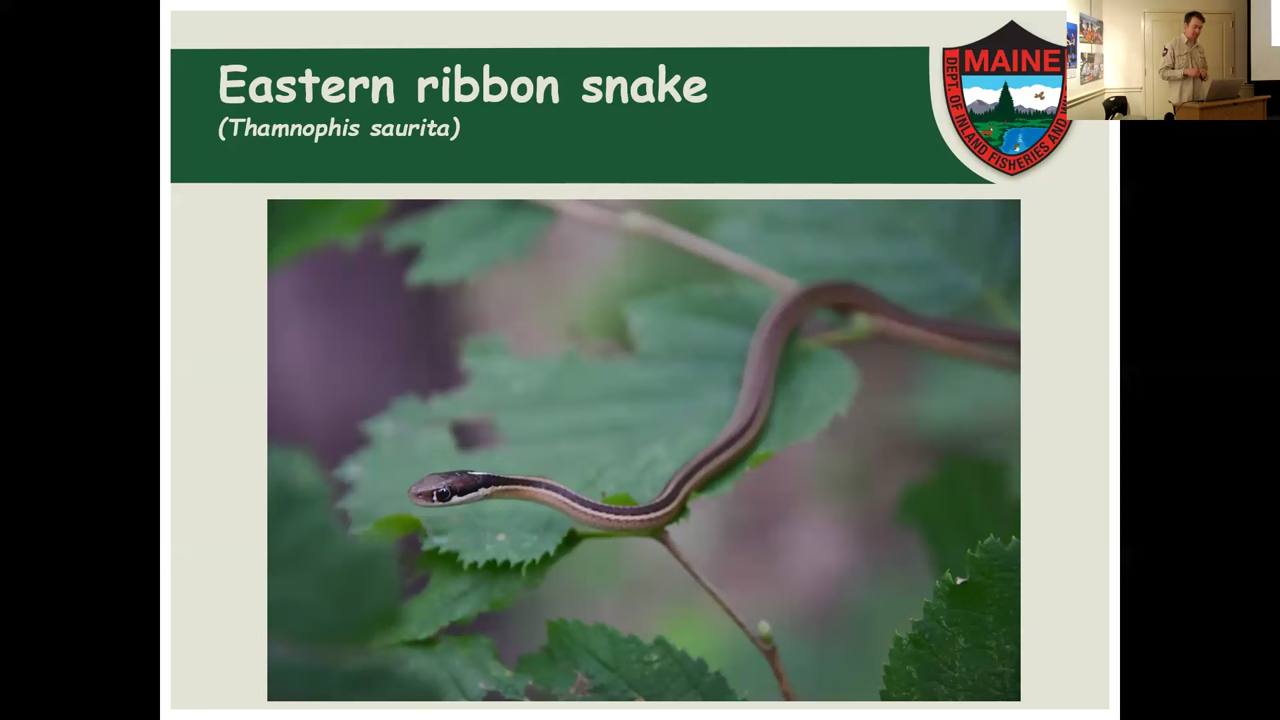 Eastern ribbon snake
(Thamnophis saurita)
MAINE
DEPT. OF INLAND FISHERIES AND